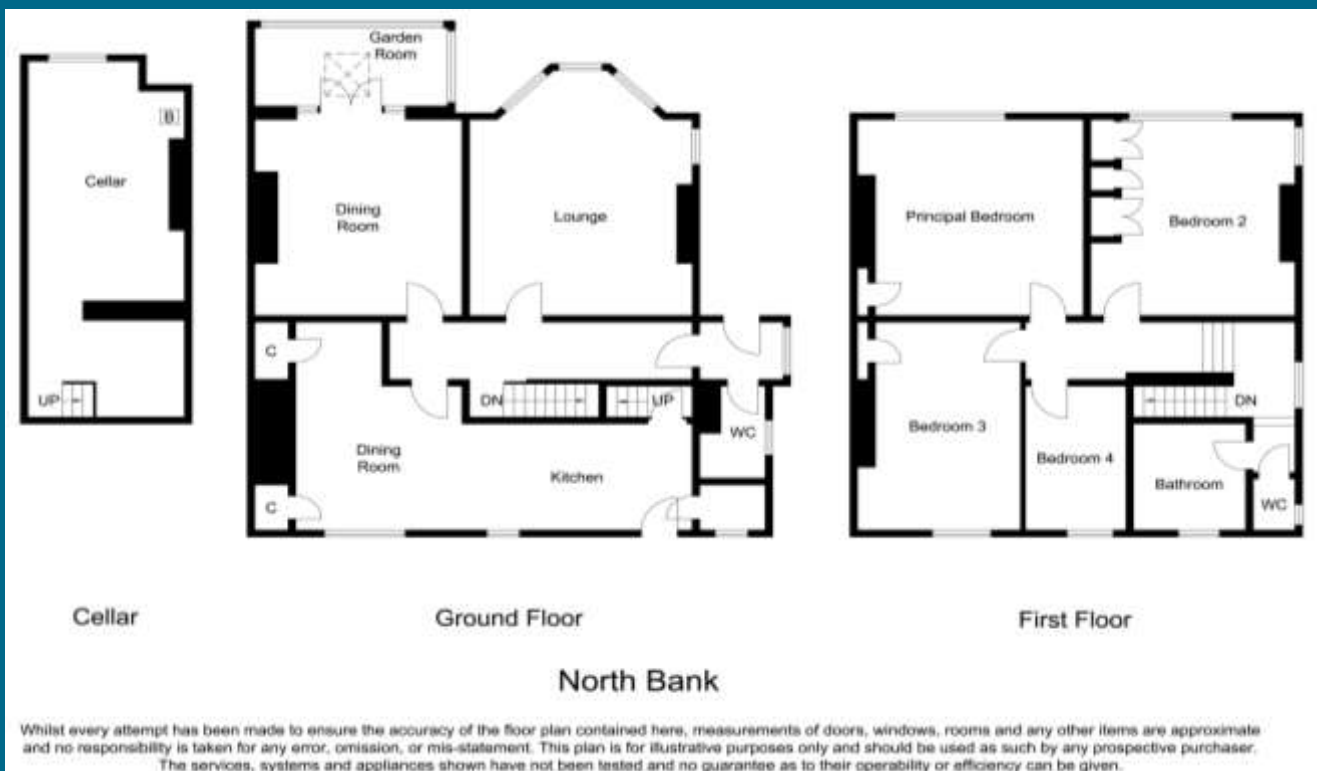 Garden
Room
B
Cellar
Dining
Room
Lounge
Principal Bedroom
Bedroom 2
C
UP
DN
UP
WC
DN
Dining
Room
Kitchen
Bedroom 3
Bedroom 4
Bathroom
WC
C
Cellar
Ground Floor
First Floor
North Bank
Whilst every attempt has been made to ensure the accuracy of the floor plan contained here, measurements of doors, windows, rooms and any other items are approximate
and no responsibility is taken for any error, omission, or mis-statement. This plan is for illustrative purposes only and should be used as such by any prospective purchaser.
The services, systems and appliances shown have not been tested and no guarantee as to their operability or efficiency can be given.